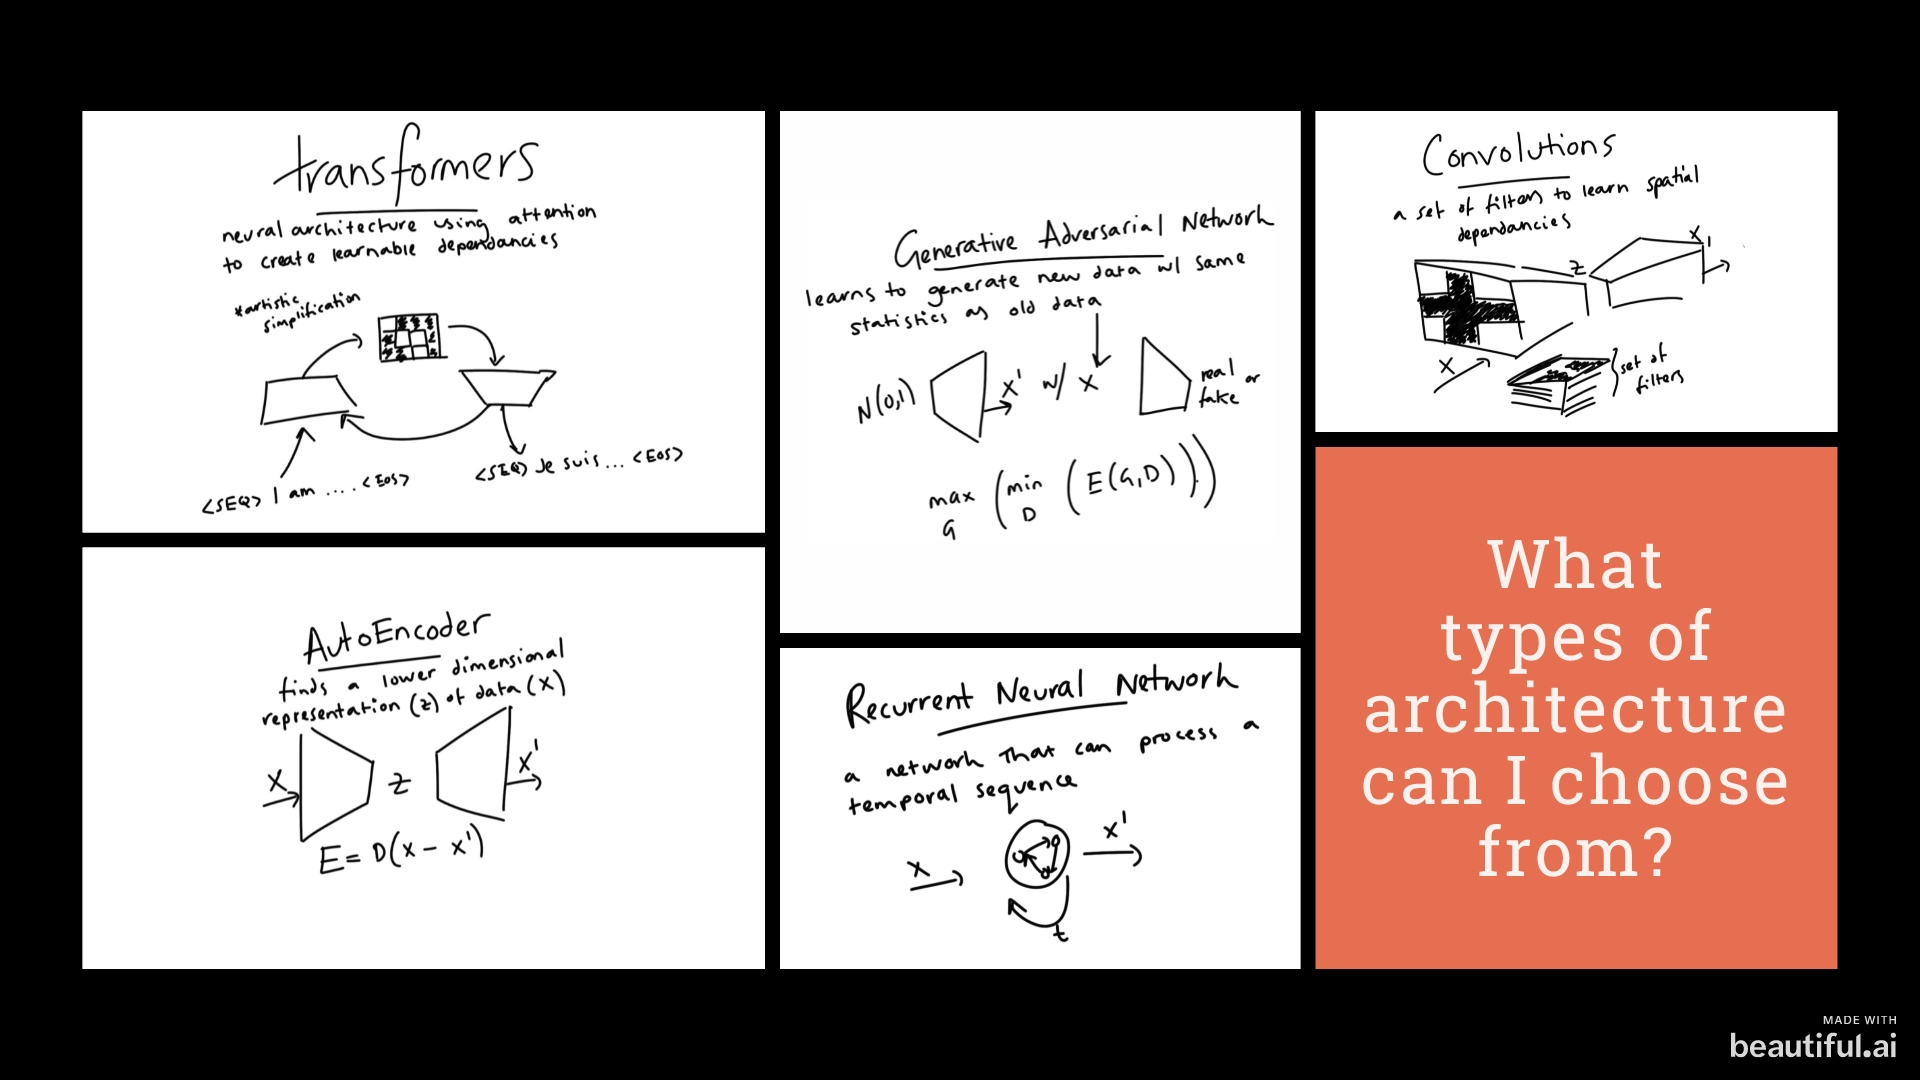 transformers
neural architecture using attention
to create learnable dependancies
*artistic
simplification
<SEQ> I am .... <EOS>
<SEQ> Je suis ... <EOS>
Generative Adversarial Network
learns to generate new data w/ same
statistics as old data
N(0,1)
x' w/ x
real or
fake
max (min (E(G,D)))
G D
Convolutions
a set of filters to learn spatial
dependancies
z
x'
x
set of
filters
AutoEncoder
finds a lower dimensional
representation (z) of data (x)
x z x'
E = D(x - x')
Recurrent Neural Network
a network that can process a
temporal sequence
x
x'
t
What
types of
architecture
can I choose
from?
MADE WITH
beautiful.ai